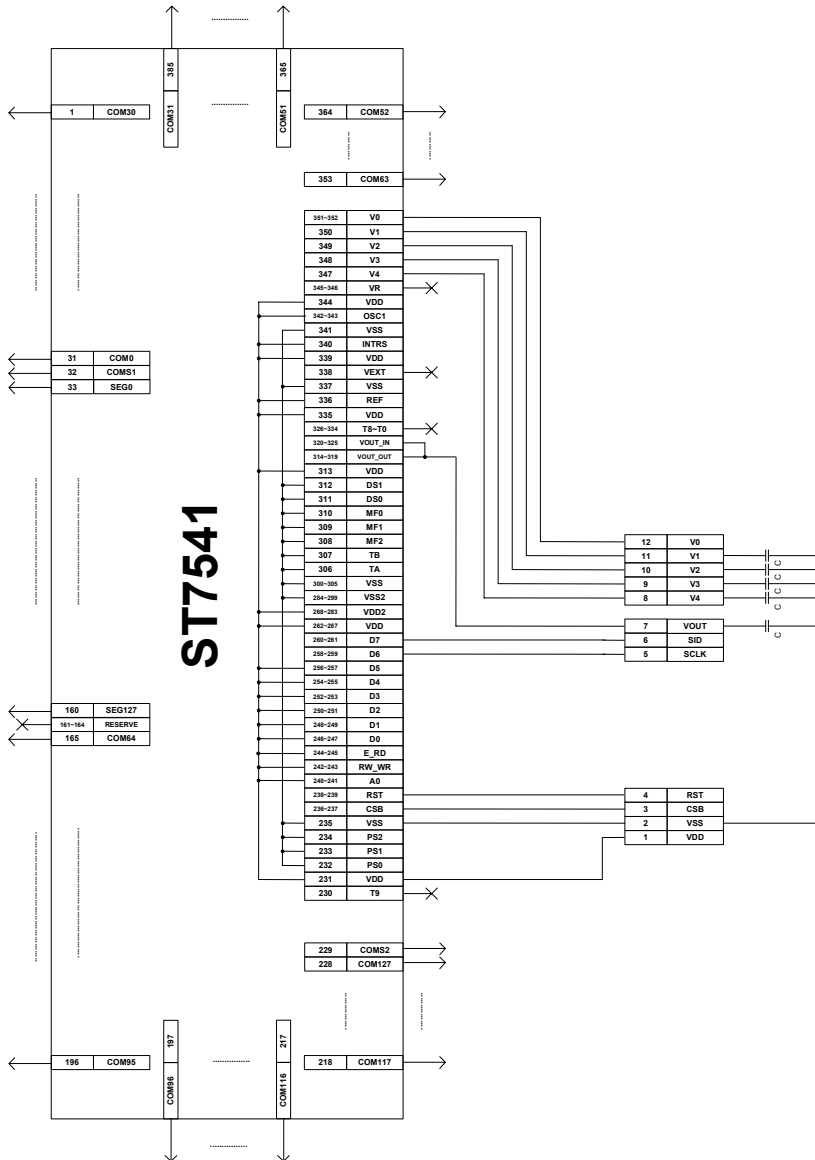 385 COM31
365 COM51
1 COM30
364 COM52
353 COM63
351~352 V0
350 V1
349 V2
348 V3
347 V4
345~346 VR
344 VDD
342~343 OSC1
341 VSS
340 INTRS
339 VDD
338 VEXT
337 VSS
336 REF
335 VDD
326~334 T8~T0
320~325 VOUT_IN
314~319 VOUT_OUT
313 VDD
312 DS1
311 DS0
310 MF0
309 MF1
308 MF2
307 TB
306 TA
300~305 VSS
284~299 VSS2
268~283 VDD2
262~267 VDD
260~261 D7
258~259 D6
256~257 D5
254~255 D4
252~253 D3
250~251 D2
248~249 D1
246~247 D0
244~245 E_RD
242~243 RW_WR
240~241 A0
238~239 RST
236~237 CSB
235 VSS
234 PS2
233 PS1
232 PS0
231 VDD
230 T9
229 COMS2
228 COM127
218 COM117
31 COM0
32 COMS1
33 SEG0
ST7541
160 SEG127
161~164 RESERVE
165 COM64
196 COM95
197 COM96
217 COM116
12 V0
11 V1
C
10 V2
C
9 V3
C
8 V4
C
7 VOUT
C
6 SID
5 SCLK
4 RST
3 CSB
2 VSS
1 VDD